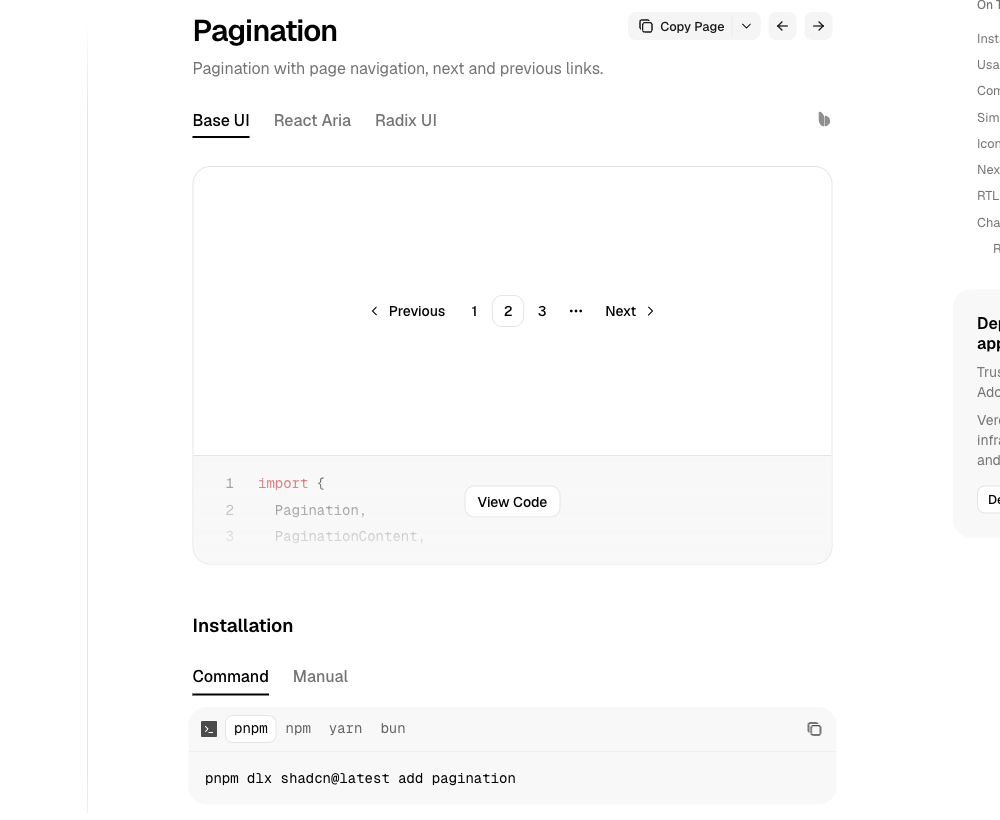 Pagination
Copy Page
Pagination with page navigation, next and previous links.
Base UI React Aria Radix UI
Previous 1 2 3 ••• Next
1 import {
2 Pagination,
3 PaginationContent,
View Code
Installation
Command Manual
pnpm npm yarn bun
pnpm dlx shadcn@latest add pagination
RTL